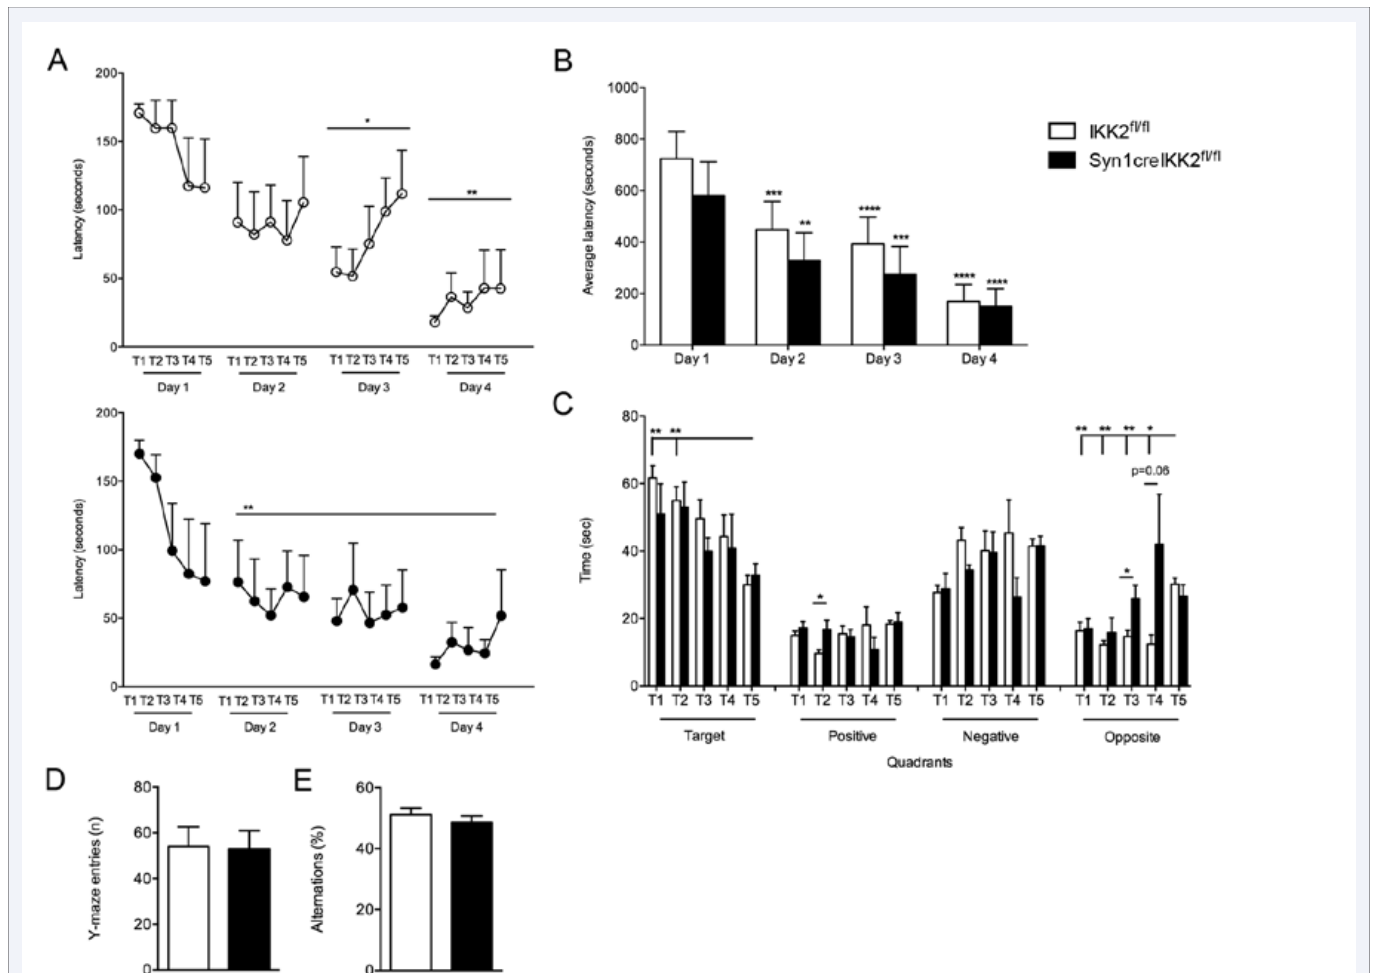 A
B
200
150
100
50
0
Latency (seconds)
*
**
T1 T2 T3 T4 T5
T1 T2 T3 T4 T5
T1 T2 T3 T4 T5
T1 T2 T3 T4 T5
Day 1
Day 2
Day 3
Day 4
1000
800
600
400
200
0
Average latency (seconds)
***
**
****
***
****
****
Day 1
Day 2
Day 3
Day 4
IKK2fl/fl
Syn1creIKK2fl/fl
200
150
100
50
0
Latency (seconds)
**
T1 T2 T3 T4 T5
T1 T2 T3 T4 T5
T1 T2 T3 T4 T5
T1 T2 T3 T4 T5
Day 1
Day 2
Day 3
Day 4
C
80
60
40
20
0
Time (sec)
** **
*
** ** ** *
p=0.06
*
T1 T2 T3 T4 T5
T1 T2 T3 T4 T5
T1 T2 T3 T4 T5
T1 T2 T3 T4 T5
Target
Positive
Negative
Opposite
Quadrants
D
80
60
40
20
0
Y-maze entries (n)
E
60
40
20
0
Alternations (%)